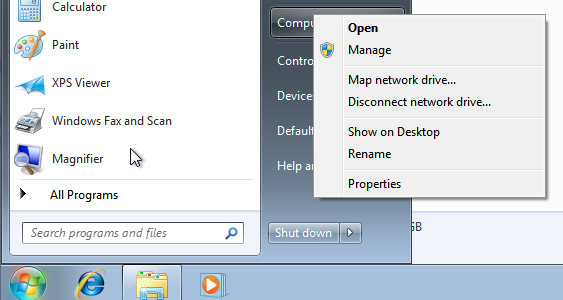 Calculator
Paint
XPS Viewer
Windows Fax and Scan
Magnifier
All Programs
Search programs and files
Compu
Contro
Device
Defaul
Help a
Shut down
Open
Manage
Map network drive...
Disconnect network drive...
Show on Desktop
Rename
Properties
GB